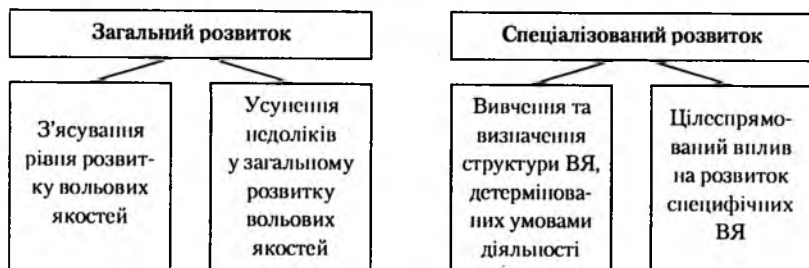 Загальний розвиток
З'ясування
рівня розвит-
ку вольових
якостей
Усунення
недоліків
у загальному
розвитку
вольових
якостей
Спеціалізований розвиток
Вивчення та
визначення
структури ВЯ,
детермінова-
них умовами
діяльності
Цілеспрямо-
ваний вплив
на розвиток
специфічних
ВЯ